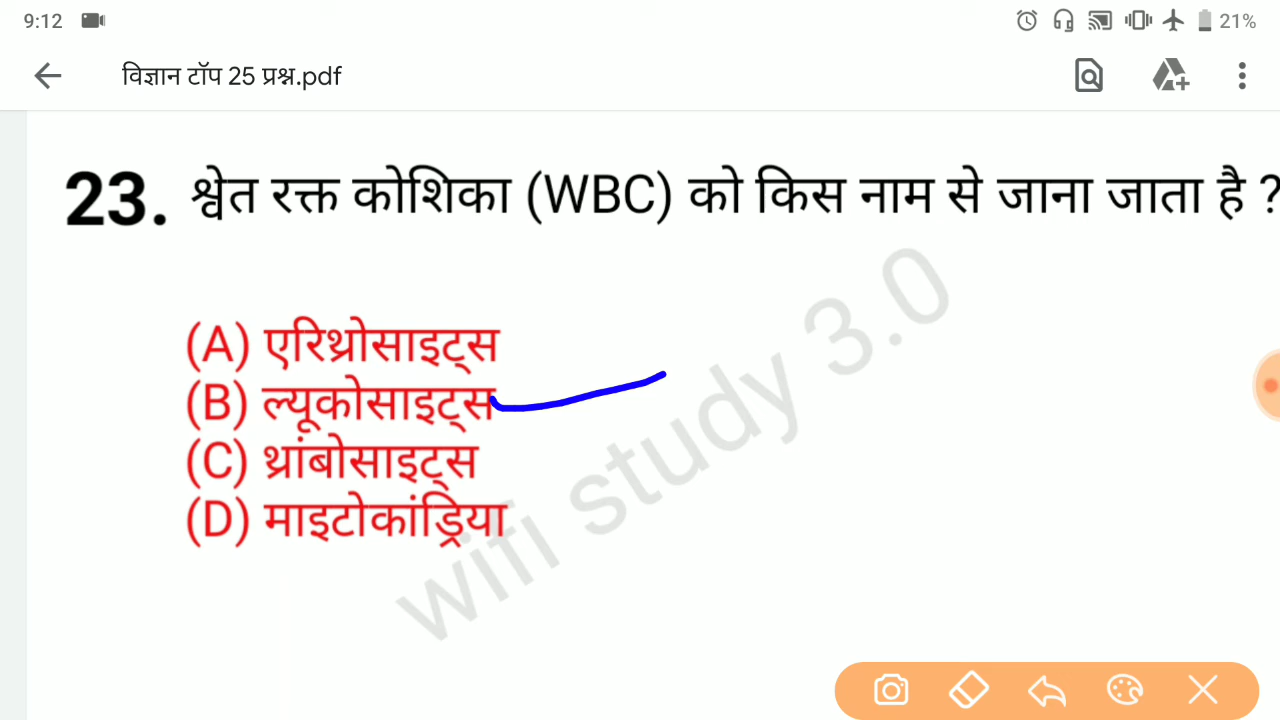 9:12
21%
विज्ञान टॉप 25 प्रश्न.pdf
23. श्वेत रक्त कोशिका (WBC) को किस नाम से जाना जाता है ?
(A) एरिथ्रोसाइट्स
(B) ल्यूकोसाइट्स
(C) थ्रांबोसाइट्स
(D) माइटोकांड्रिया
wifi study 3.0